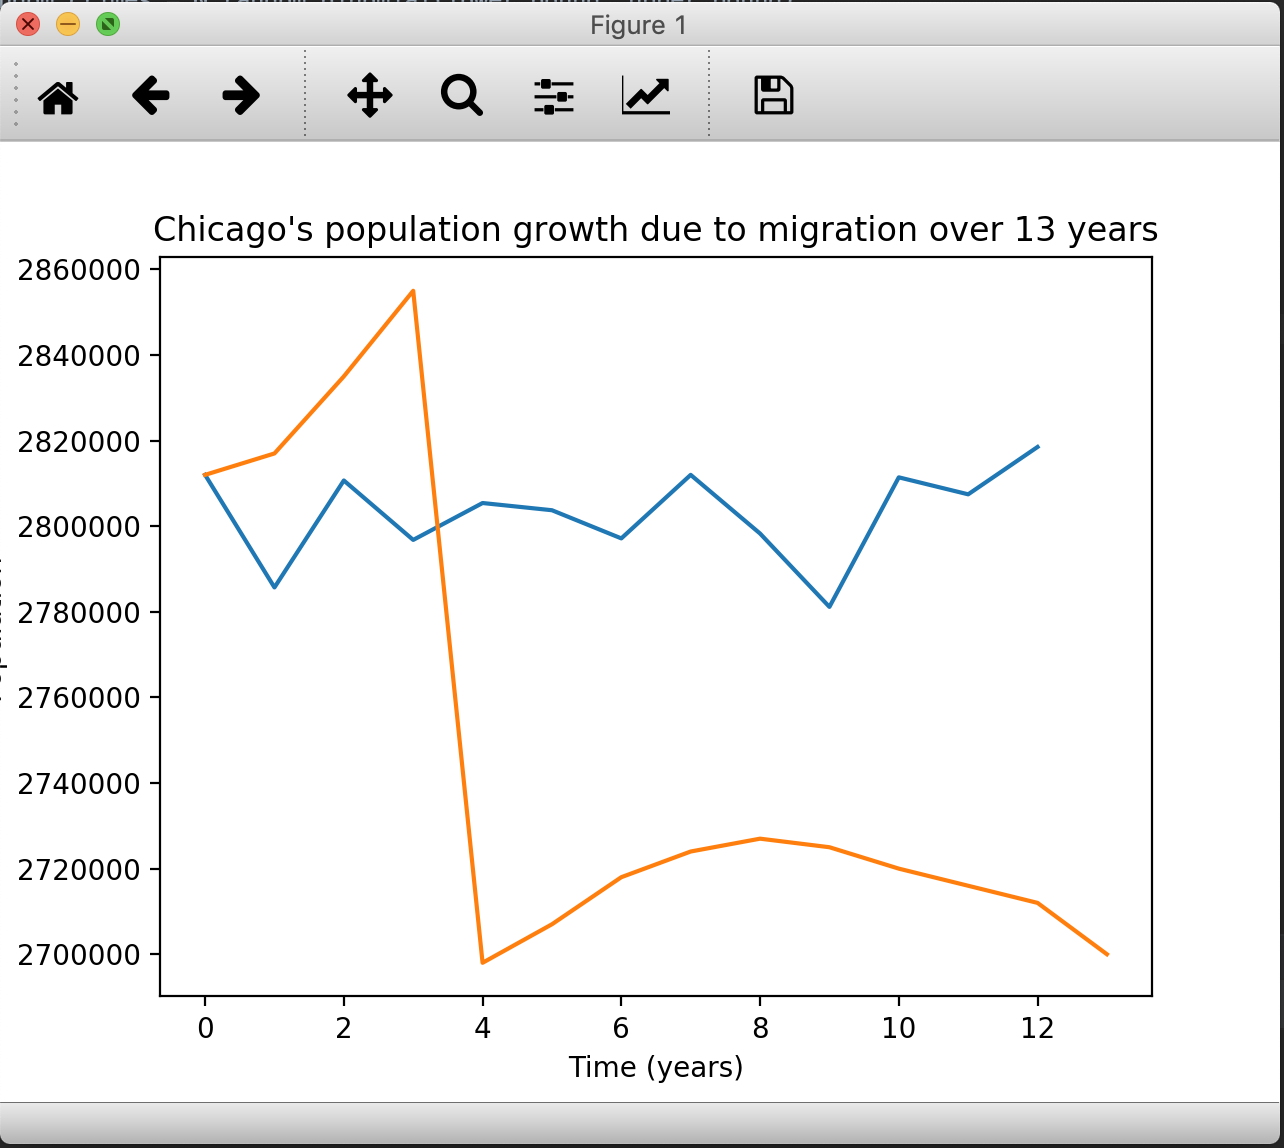 Figure 1
Chicago's population growth due to migration over 13 years
2860000
2840000
2820000
2800000
2780000
2760000
2740000
2720000
2700000
0 2 4 6 8 10 12
Time (years)